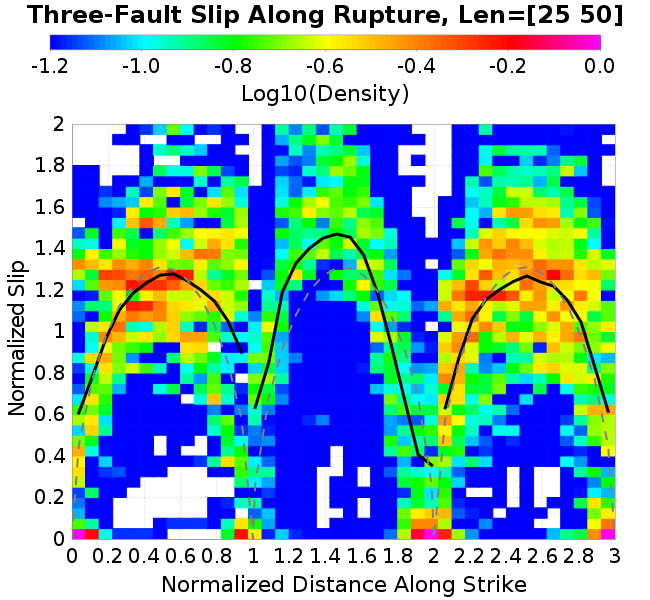 Three-Fault Slip Along Rupture, Len=[25 50]
-1.2 -1.0 -0.8 -0.6 -0.4 -0.2 0.0
Log10(Density)
2
1.8
1.6
1.4
1.2
1
0.8
0.6
0.4
0.2
0
Normalized Slip
0 0.2 0.4 0.6 0.8 1 1.2 1.4 1.6 1.8 2 2.2 2.4 2.6 2.8 3
Normalized Distance Along Strike